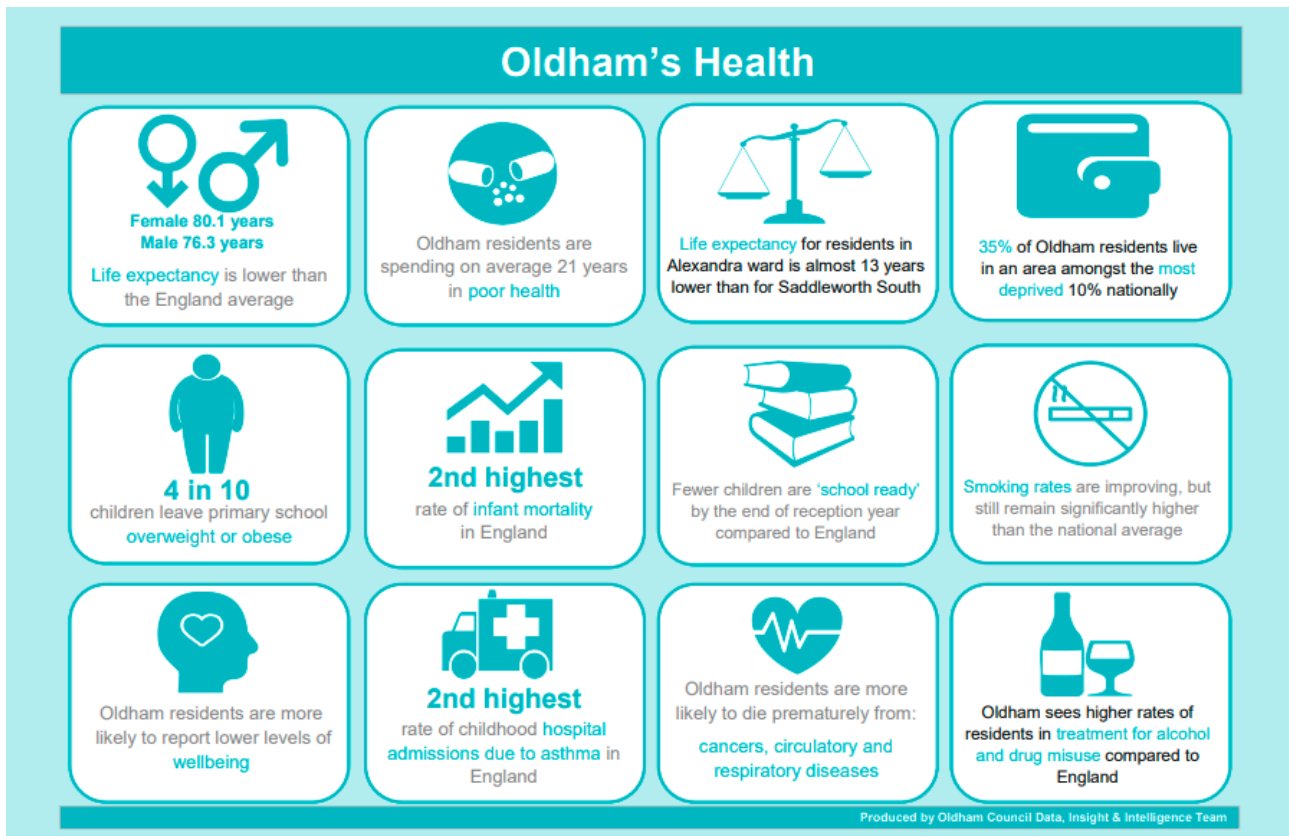 Oldham's Health
Female 80.1 years
Male 76.3 years
Life expectancy is lower than
the England average
Oldham residents are
spending on average 21 years
in poor health
Life expectancy for residents in
Alexandra ward is almost 13 years
lower than for Saddleworth South
35% of Oldham residents live
in an area amongst the most
deprived 10% nationally
4 in 10
children leave primary school
overweight or obese
2nd highest
rate of infant mortality
in England
Fewer children are ‘school ready’
by the end of reception year
compared to England
Smoking rates are improving, but
still remain significantly higher
than the national average
Oldham residents are more
likely to report lower levels of
wellbeing
2nd highest
rate of childhood hospital
admissions due to asthma in
England
Oldham residents are more
likely to die prematurely from:
cancers, circulatory and
respiratory diseases
Oldham sees higher rates of
residents in treatment for alcohol
and drug misuse compared to
England
Produced by Oldham Council Data, Insight & Intelligence Team